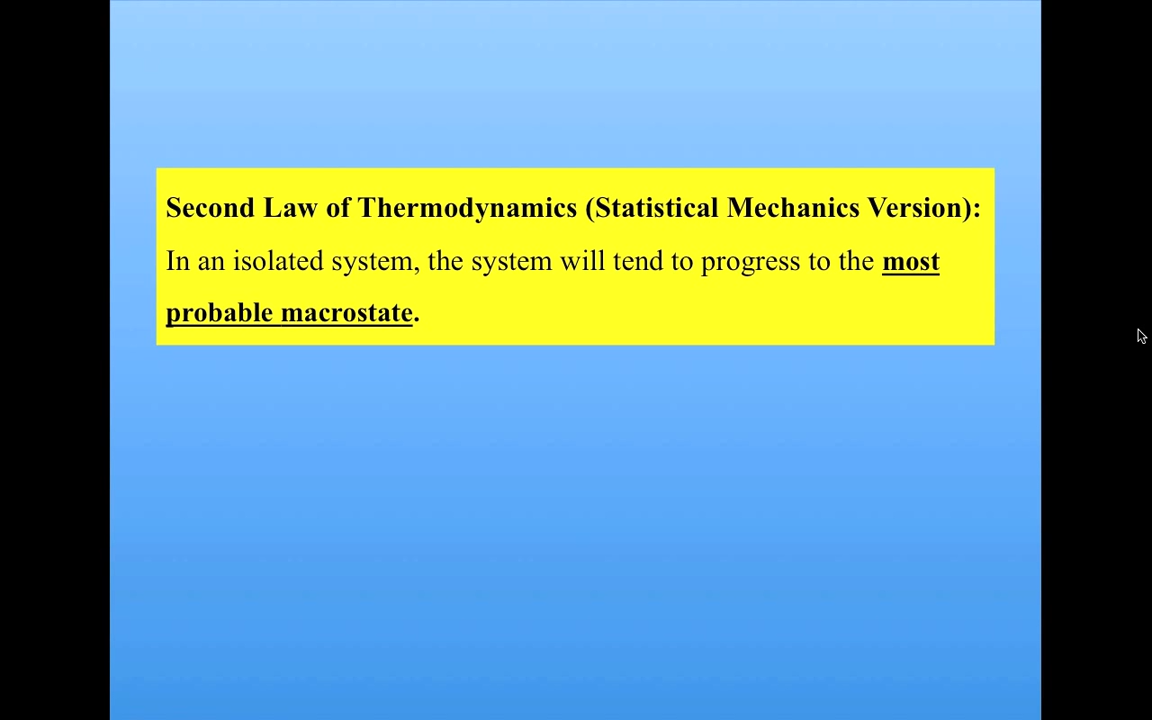 Second Law of Thermodynamics (Statistical Mechanics Version):
In an isolated system, the system will tend to progress to the most
probable macrostate.